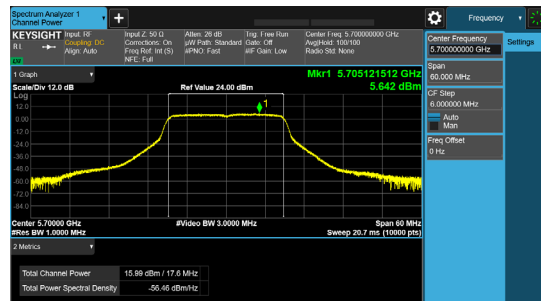 Spectrum Analyzer 1
Channel Power
+
Frequency
KEYSIGHT
RL
Input: RF
Coupling: DC
Align: Auto
Input Z: 50 Ω
Corrections: On
Freq Ref: Int (S)
NFE: Full
Atten: 26 dB
µW Path: Standard
#PNO: Fast
Trig: Free Run
Gate: Off
#IF Gain: Low
Center Freq: 5.700000000 GHz
Avg|Hold: 100/100
Radio Std: None
Center Frequency
5.700000000 GHz
Settings
Span
60.000 MHz
CF Step
6.000000 MHz
Auto
Man
Freq Offset
0 Hz
1 Graph
Scale/Div 12.0 dB
Ref Value 24.00 dBm
Mkr1 5.705121512 GHz
5.642 dBm
Log
12.0
0.00
-12.0
-24.0
-36.0
-48.0
-60.0
-72.0
-84.0
1
Center 5.70000 GHz
#Res BW 1.0000 MHz
#Video BW 3.0000 MHz
Span 60 MHz
Sweep 20.7 ms (10000 pts)
2 Metrics
Total Channel Power 15.99 dBm / 17.6 MHz
Total Power Spectral Density -56.46 dBm/Hz